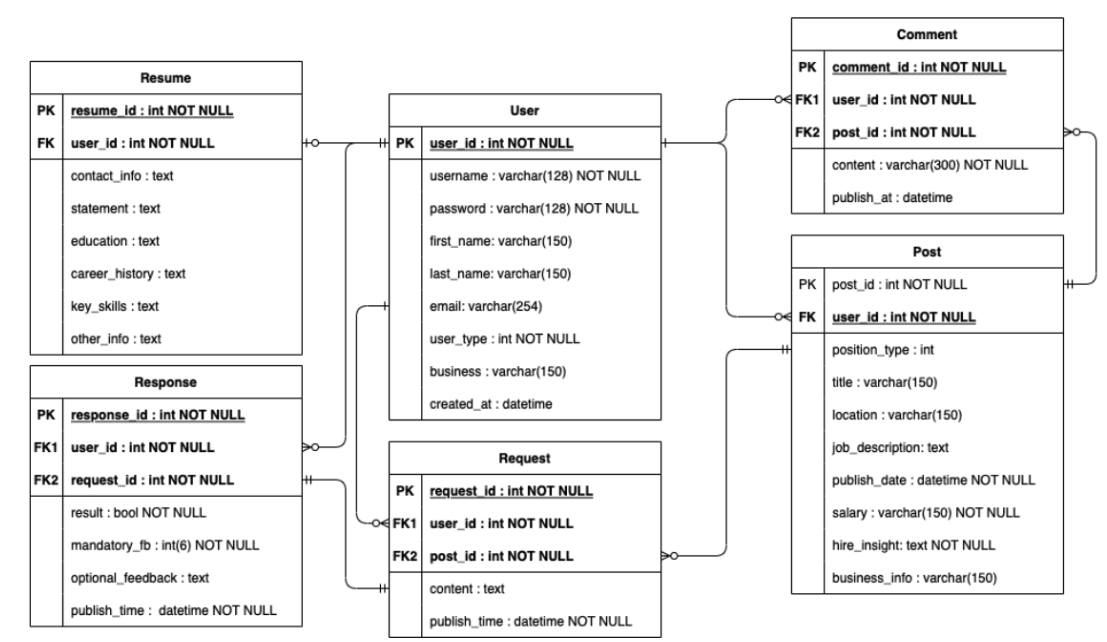 Resume
PK resume_id : int NOT NULL
FK user_id : int NOT NULL
contact_info : text
statement : text
education : text
career_history : text
key_skills : text
other_info : text
Response
PK response_id : int NOT NULL
FK1 user_id : int NOT NULL
FK2 request_id : int NOT NULL
result : bool NOT NULL
mandatory_fb : int(6) NOT NULL
optional_feedback : text
publish_time : datetime NOT NULL
User
PK user_id : int NOT NULL
username : varchar(128) NOT NULL
password : varchar(128) NOT NULL
first_name: varchar(150)
last_name: varchar(150)
email: varchar(254)
user_type : int NOT NULL
business : varchar(150)
created_at : datetime
Request
PK request_id : int NOT NULL
FK1 user_id : int NOT NULL
FK2 post_id : int NOT NULL
content : text
publish_time : datetime NOT NULL
Comment
PK comment_id : int NOT NULL
FK1 user_id : int NOT NULL
FK2 post_id : int NOT NULL
content : varchar(300) NOT NULL
publish_at : datetime
Post
PK post_id : int NOT NULL
FK user_id : int NOT NULL
position_type : int
title : varchar(150)
location : varchar(150)
job_description: text
publish_date : datetime NOT NULL
salary : varchar(150) NOT NULL
hire_insight: text NOT NULL
business_info : varchar(150)